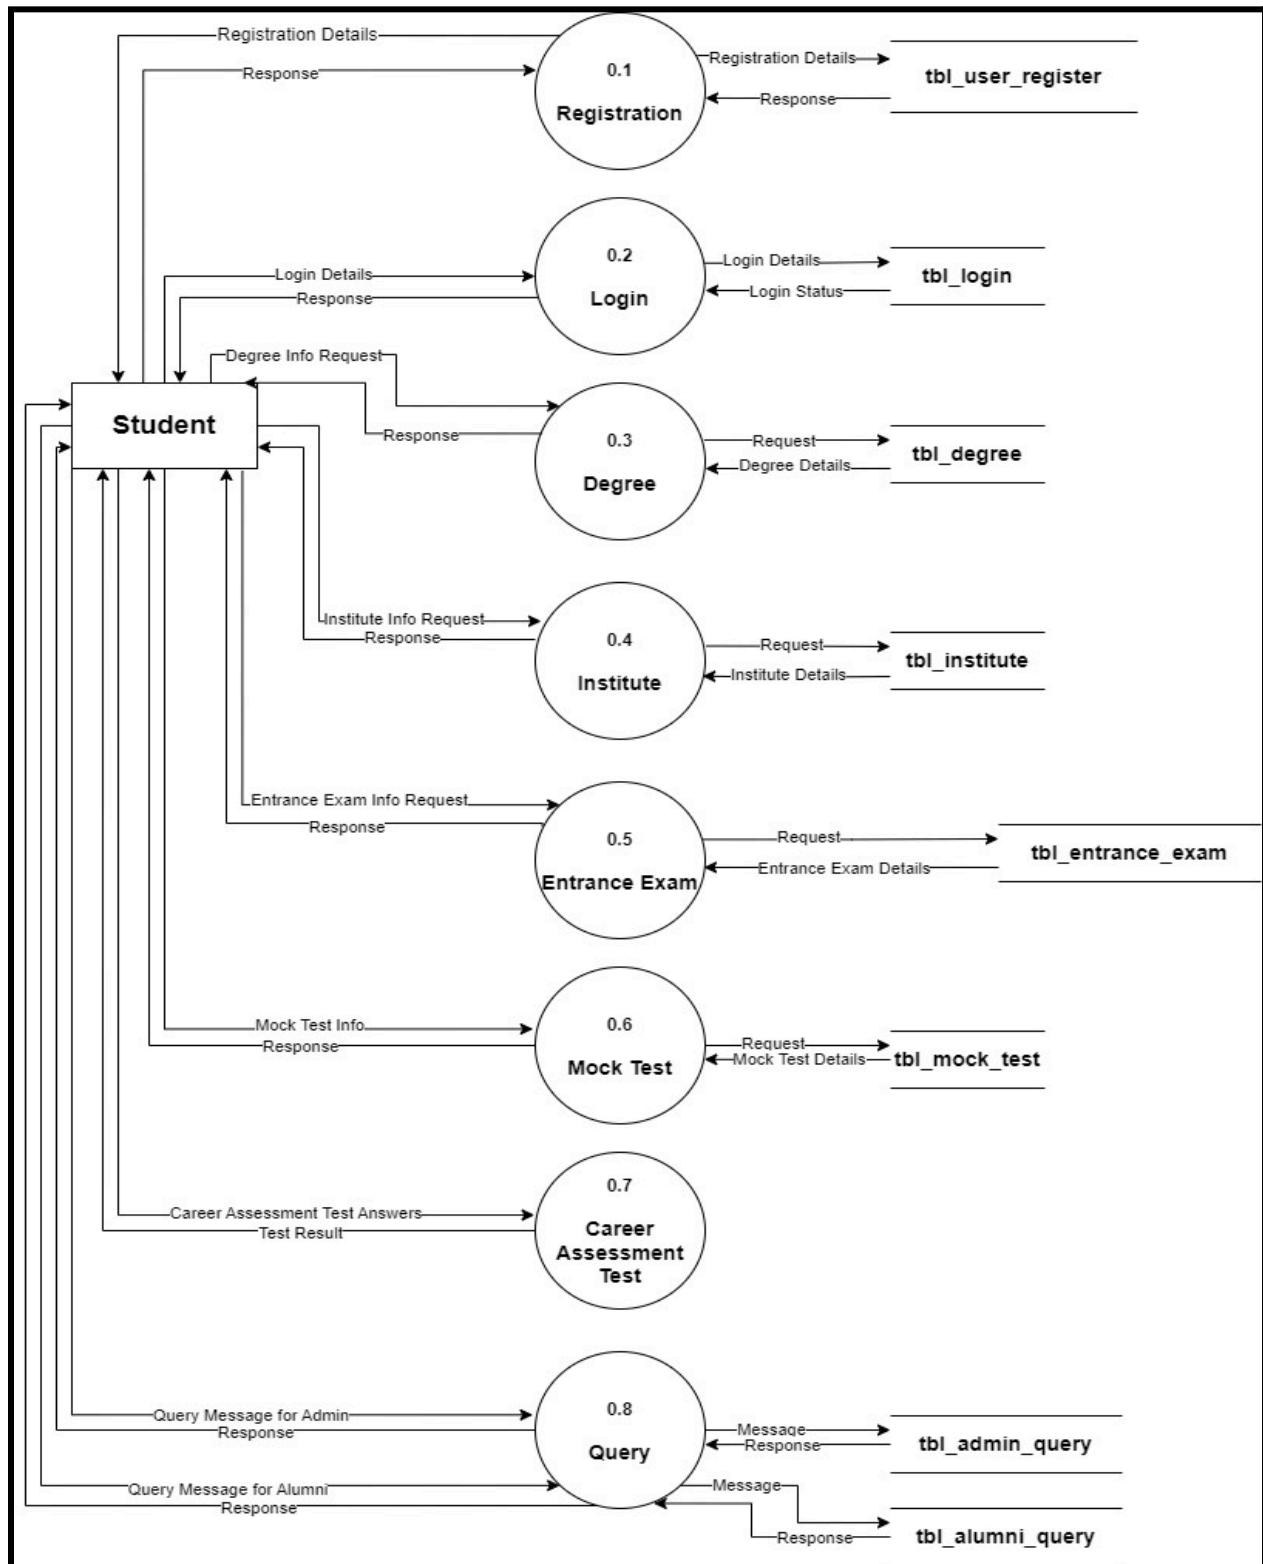 Registration Details
Response
0.1
Registration
Registration Details
Response
tbl_user_register
Login Details
Response
0.2
Login
Login Details
Login Status
tbl_login
Degree Info Request
Response
Student
0.3
Degree
Request
Degree Details
tbl_degree
Institute Info Request
Response
0.4
Institute
Request
Institute Details
tbl_institute
Entrance Exam Info Request
Response
0.5
Entrance Exam
Request
Entrance Exam Details
tbl_entrance_exam
Mock Test Info
Response
0.6
Mock Test
Request
Mock Test Details
tbl_mock_test
Career Assessment Test Answers
Test Result
0.7
Career
Assessment
Test
Query Message for Admin
Response
0.8
Query
Message
Response
tbl_admin_query
Query Message for Alumni
Response
Message
Response
tbl_alumni_query